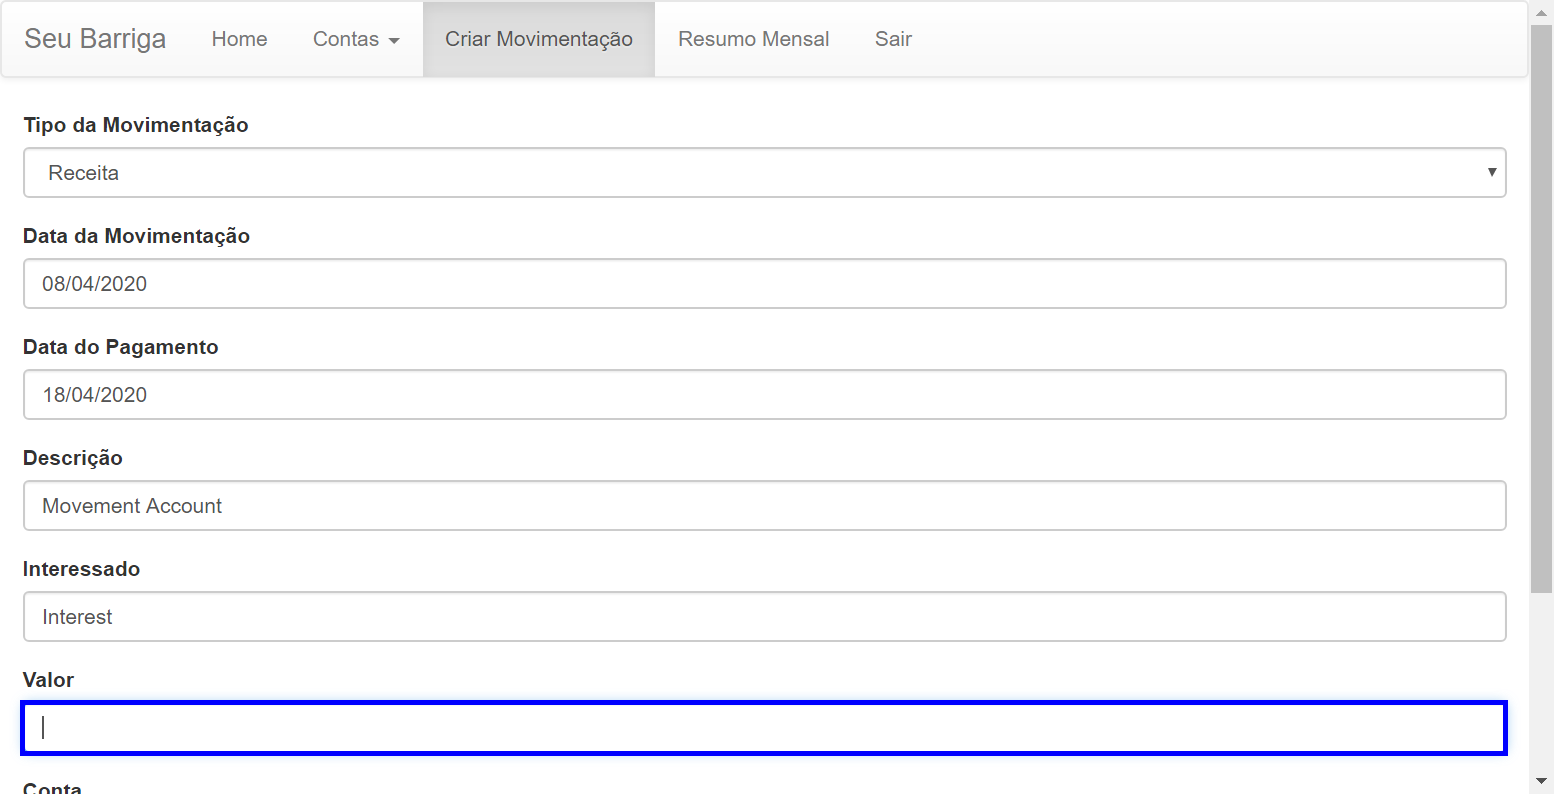 Seu Barriga Home Contas Criar Movimentação Resumo Mensal Sair
Tipo da Movimentação
Receita
Data da Movimentação
08/04/2020
Data do Pagamento
18/04/2020
Descrição
Movement Account
Interessado
Interest
Valor
Conta